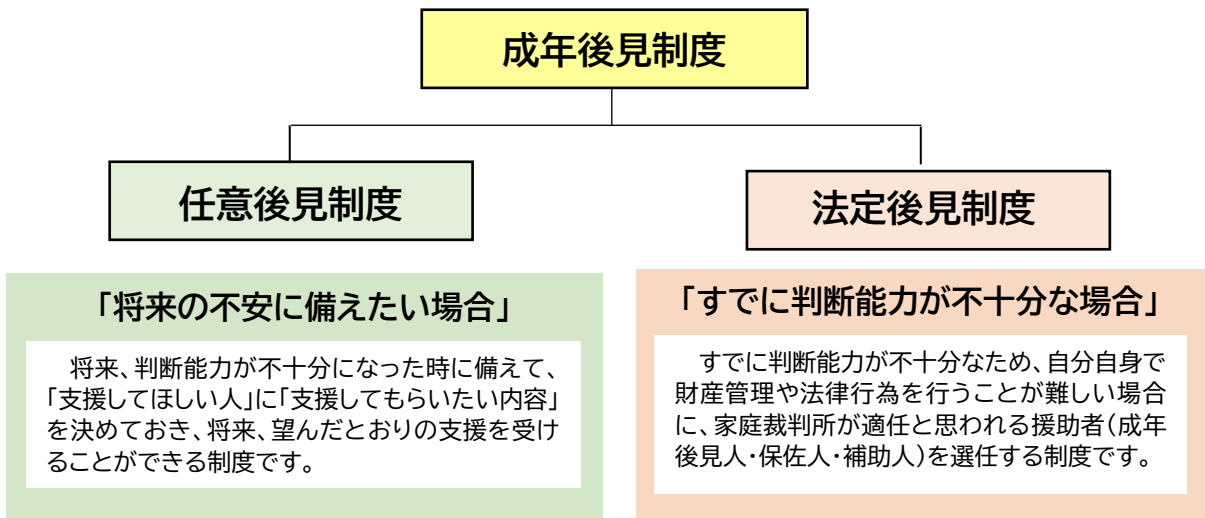 成年後見制度
任意後見制度
「将来の不安に備えたい場合」
将来、判断能力が不十分になった時に備えて、
「支援してほしい人」に「支援してもらいたい内容」
を決めておき、将来、望んだとおりの支援を受け
ることができる制度です。
法定後見制度
「すでに判断能力が不十分な場合」
すでに判断能力が不十分なため、自分自身で
財産管理や法律行為を行うことが難しい場合
に、家庭裁判所が適任と思われる援助者(成年
後見人・保佐人・補助人)を選任する制度です。